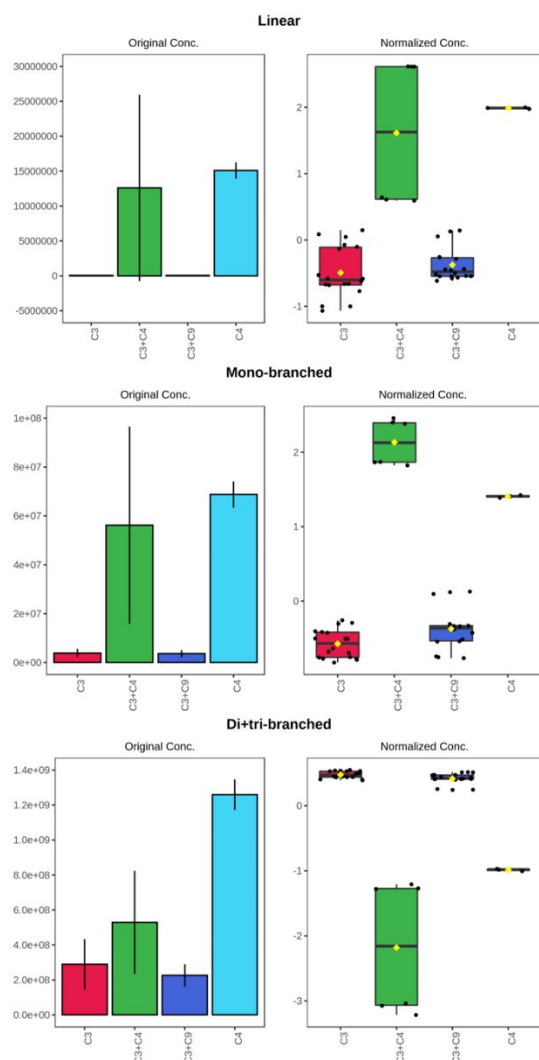 Linear
Original Conc.
Normalized Conc.
30000000
25000000
20000000
15000000
10000000
5000000
0
-5000000
2
1
0
-1
C3
C3+C4
C3+C9
C4
C3
C3+C4
C3+C9
C4
Mono-branched
Original Conc.
Normalized Conc.
1e+08
8e+07
6e+07
4e+07
2e+07
0e+00
2
1
0
C3
C3+C4
C3+C9
C4
C3
C3+C4
C3+C9
C4
Di+tri-branched
Original Conc.
Normalized Conc.
1.4e+09
1.2e+09
1.0e+09
8.0e+08
6.0e+08
4.0e+08
2.0e+08
0.0e+00
0
-1
-2
-3
C3
C3+C4
C3+C9
C4
C3
C3+C4
C3+C9
C4